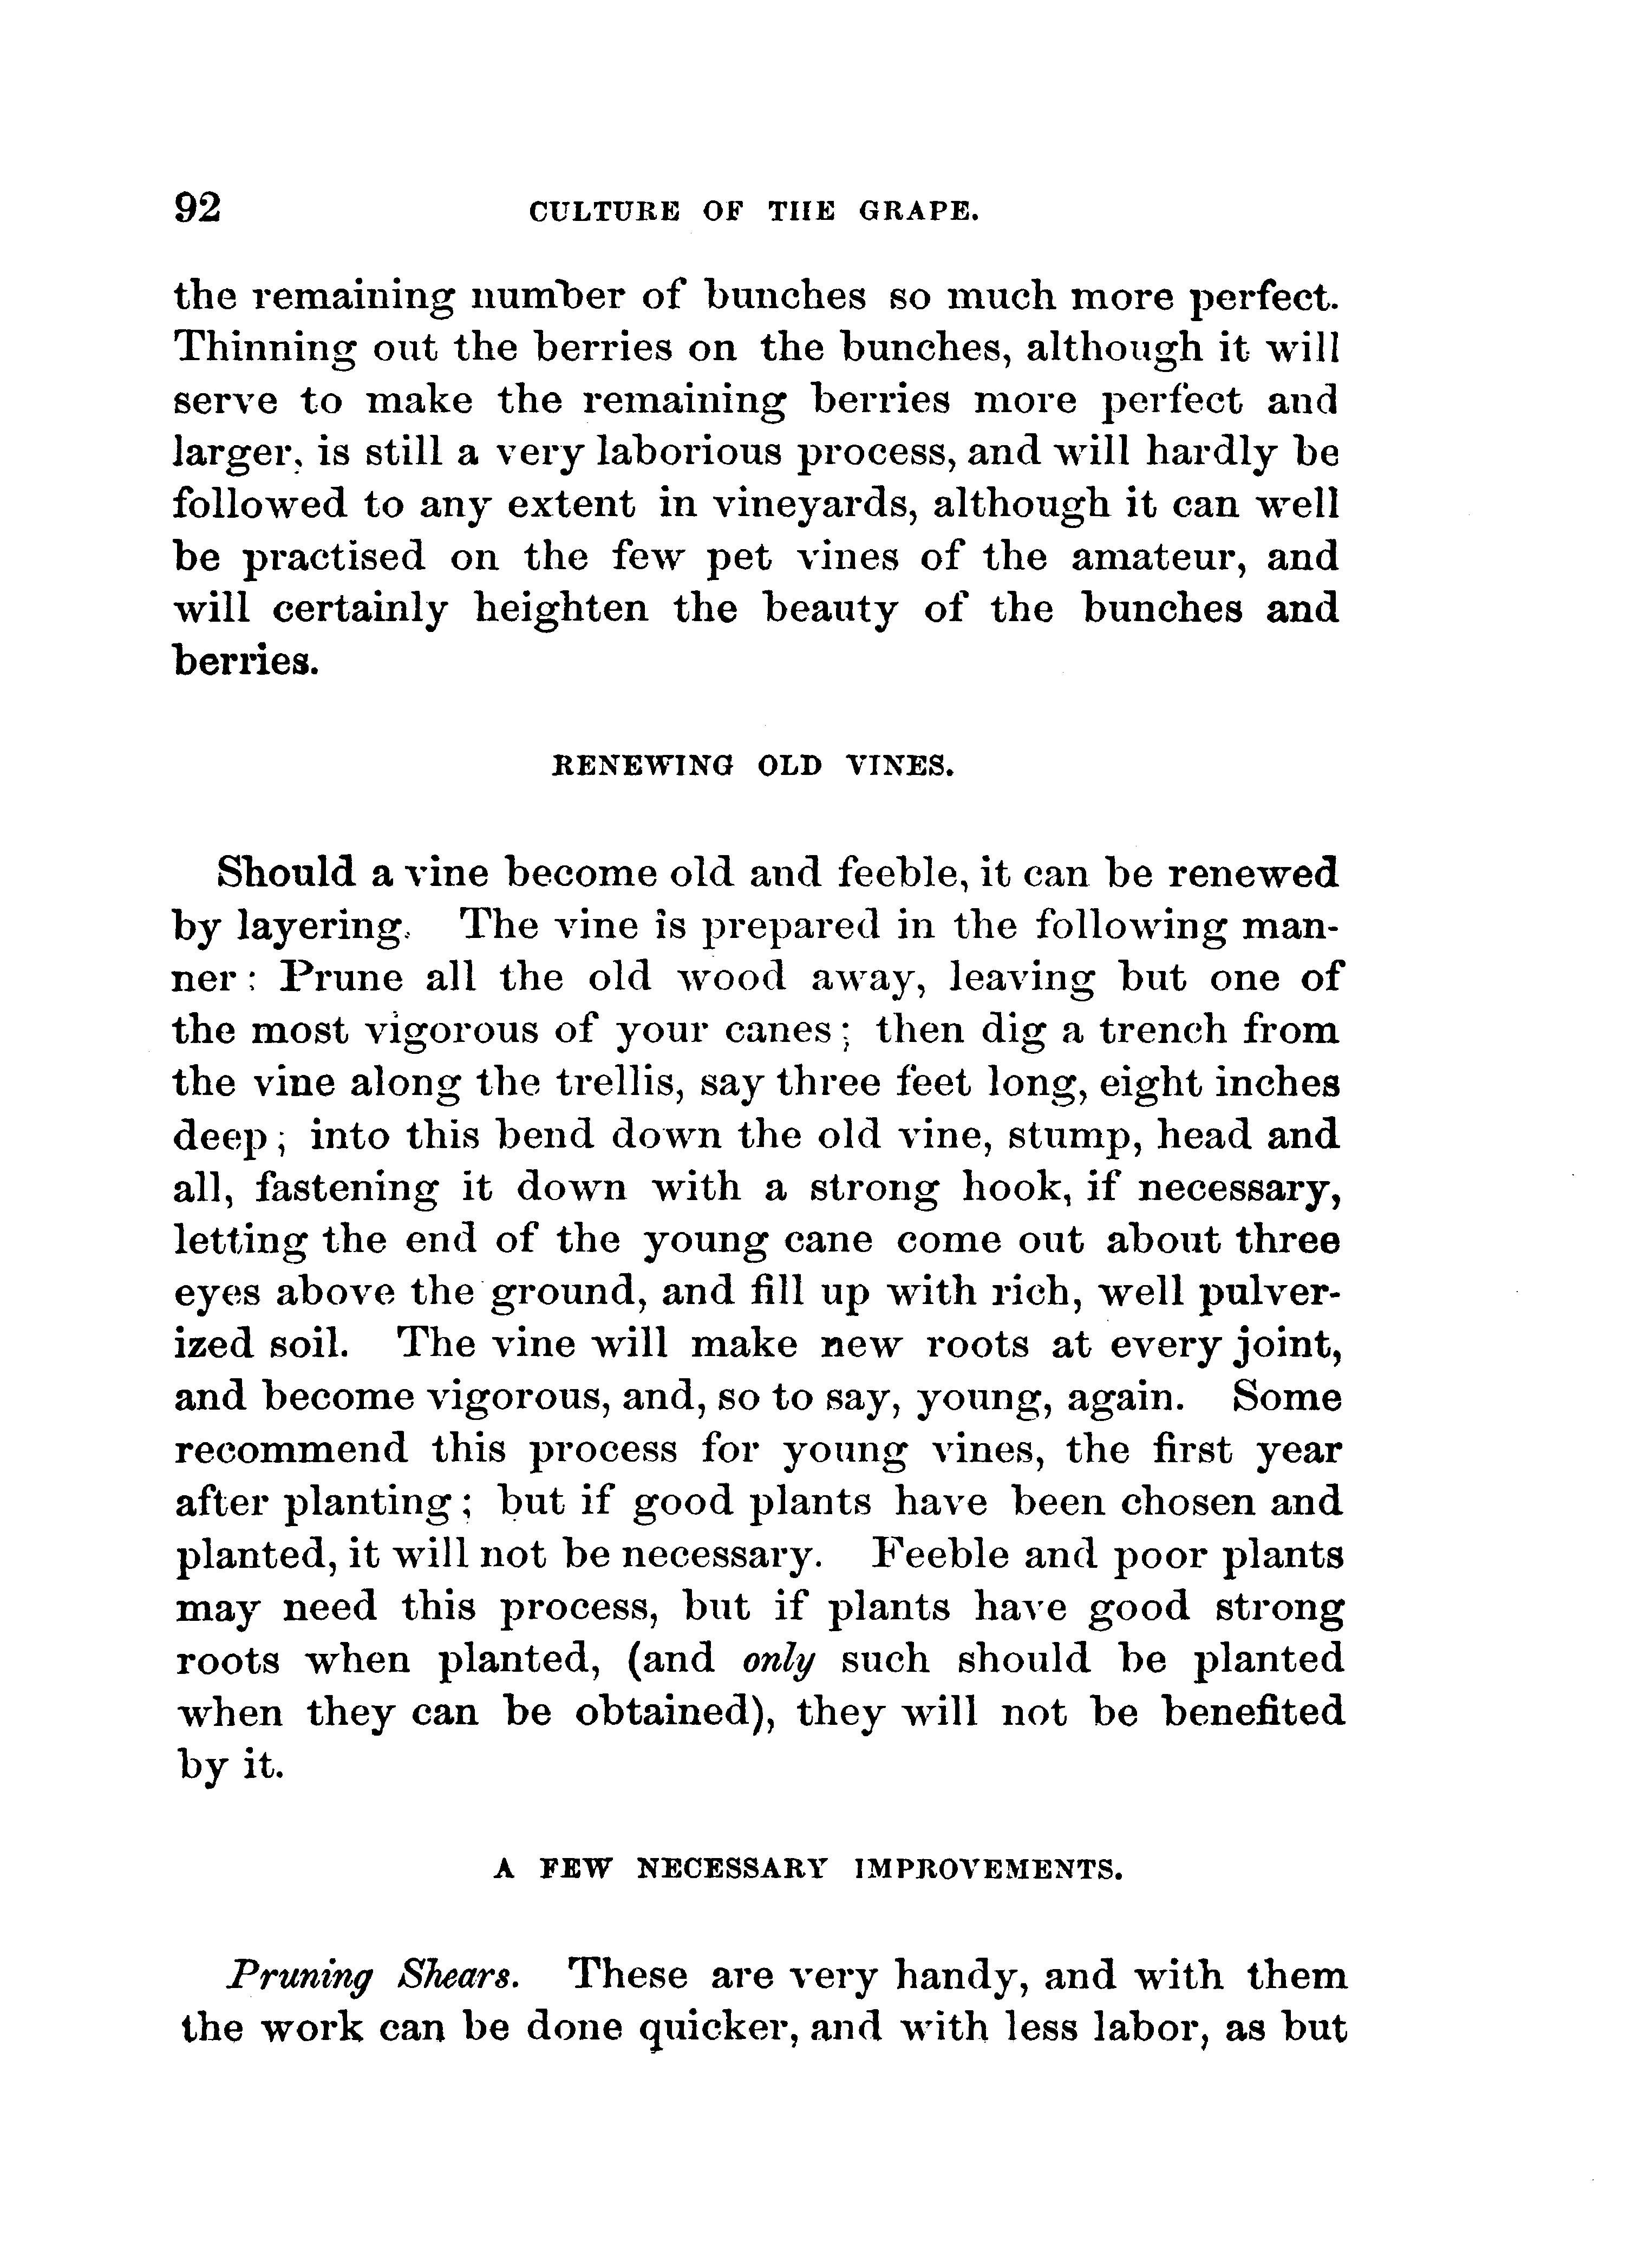 92 CULTURE OF THE GRAPE.
the remaining number of bunches so much more perfect.
Thinning out the berries on the bunches, although it will
serve to make the remaining berries more perfect and
larger, is still a very laborious process, and will hardly be
followed to any extent in vineyards, although it can well
be practised on the few pet vines of the amateur, and
will certainly heighten the beauty of the bunches and
berries.
RENEWING OLD VINES.
Should a vine become old and feeble, it can be renewed
by layering. The vine is prepared in the following man-
ner: Prune all the old wood away, leaving but one of
the most vigorous of your canes; then dig a trench from
the vine along the trellis, say three feet long, eight inches
deep; into this bend down the old vine, stump, head and
all, fastening it down with a strong hook, if necessary,
letting the end of the young cane come out about three
eyes above the ground, and fill up with rich, well pulver-
ized soil. The vine will make new roots at every joint,
and become vigorous, and, so to say, young, again. Some
recommend this process for young vines, the first year
after planting; but if good plants have been chosen and
planted, it will not be necessary. Feeble and poor plants
may need this process, but if plants have good strong
roots when planted, (and only such should be planted
when they can be obtained), they will not be benefited
by it.
A FEW NECESSARY IMPROVEMENTS.
Pruning Shears. These are very handy, and with them
the work can be done quicker, and with less labor, as but